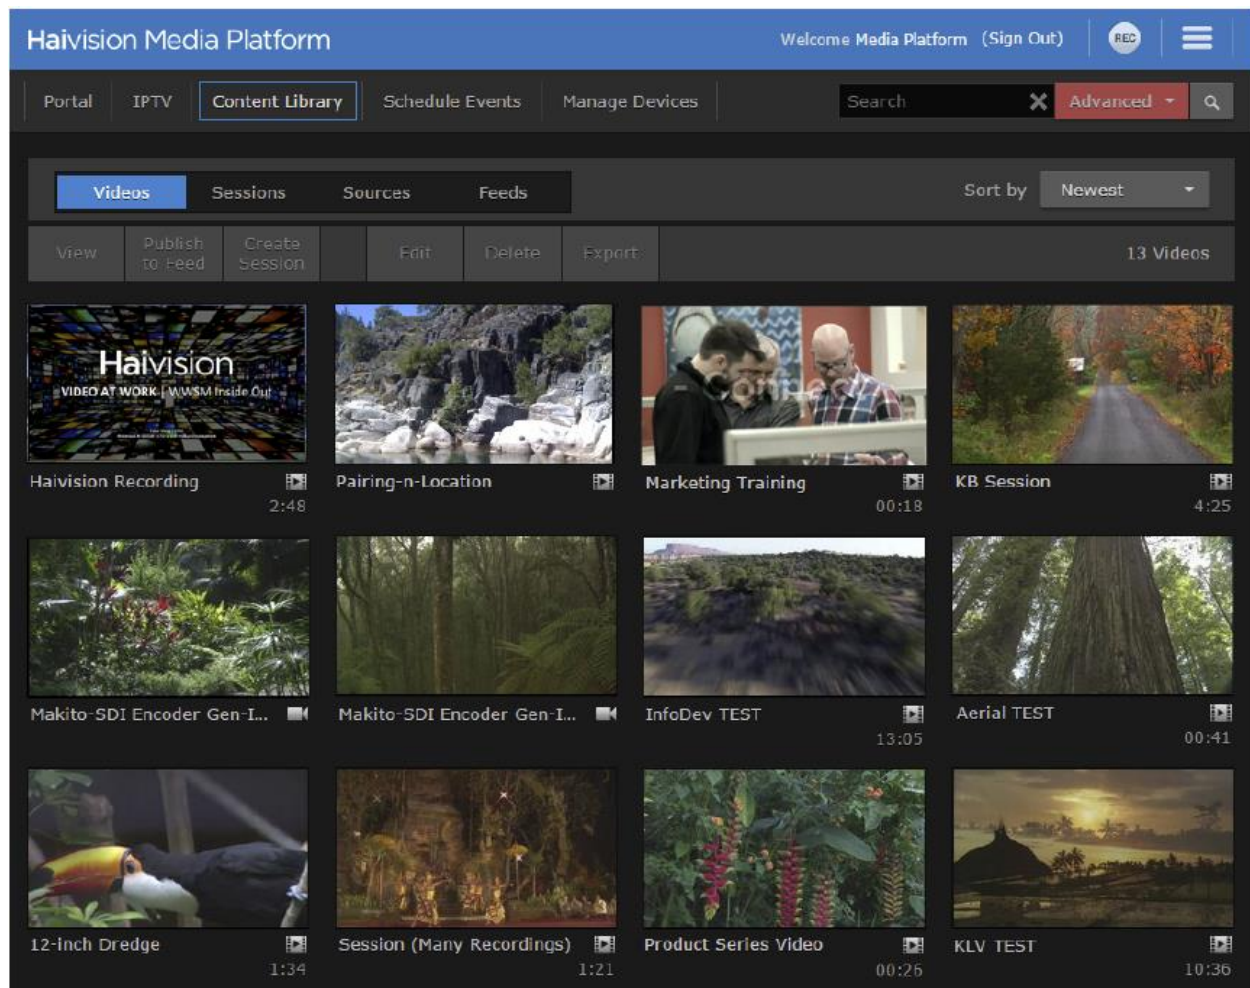 Haivision Media Platform
Welcome Media Platform (Sign Out)
REC
Portal
IPTV
Content Library
Schedule Events
Manage Devices
Search
Advanced
Videos
Sessions
Sources
Feeds
Sort by
Newest
View
Publish
to Feed
Create
Session
Edit
Delete
Export
13 Videos
Haivision
VIDEO AT WORK | WWSM Inside Out
Haivision Recording
2:48
Pairing-n-Location
Marketing Training
00:18
KB Session
4:25
Makito-SDI Encoder Gen-I...
Makito-SDI Encoder Gen-I...
InfoDev TEST
13:05
Aerial TEST
00:41
12-inch Dredge
1:34
Session (Many Recordings)
1:21
Product Series Video
00:26
KLV TEST
10:36